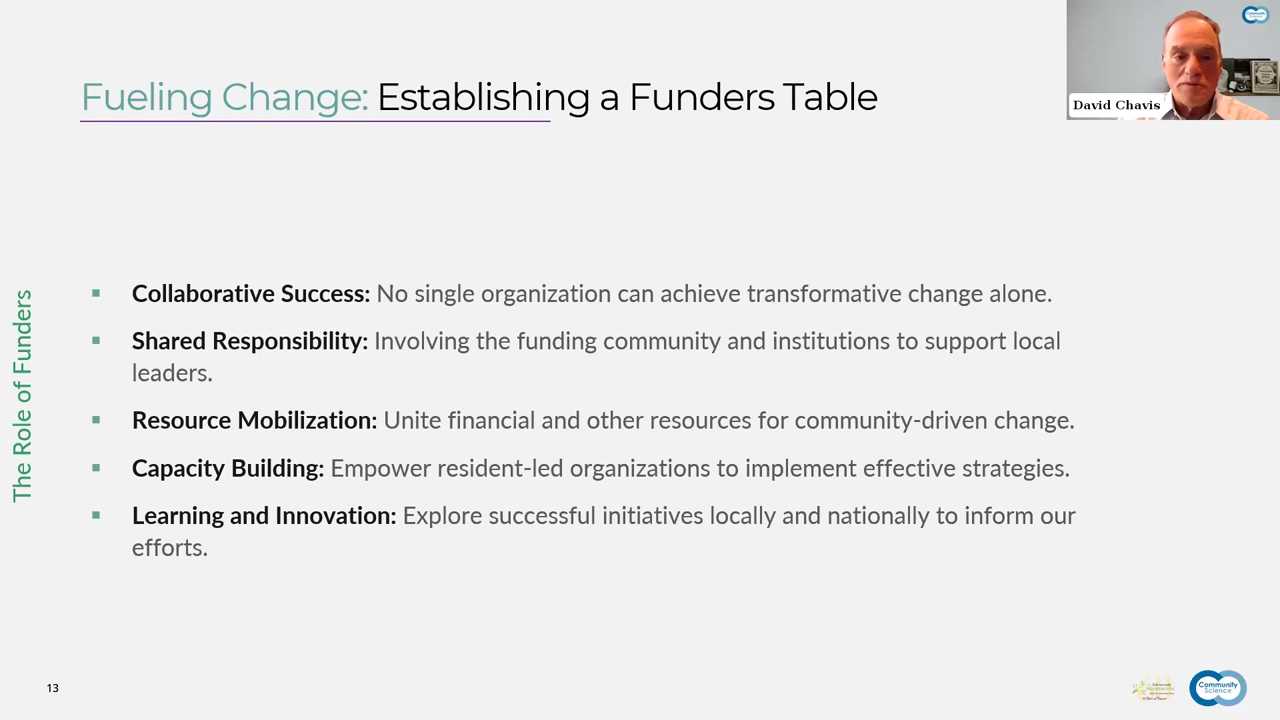 Community
Fueling Change: Establishing a Funders Table
David Chavis
The Role of Funders
Collaborative Success: No single organization can achieve transformative change alone.
Shared Responsibility: Involving the funding community and institutions to support local
leaders.
Resource Mobilization: Unite financial and other resources for community-driven change.
Capacity Building: Empower resident-led organizations to implement effective strategies.
Learning and Innovation: Explore successful initiatives locally and nationally to inform our
efforts.
13
Community
Science